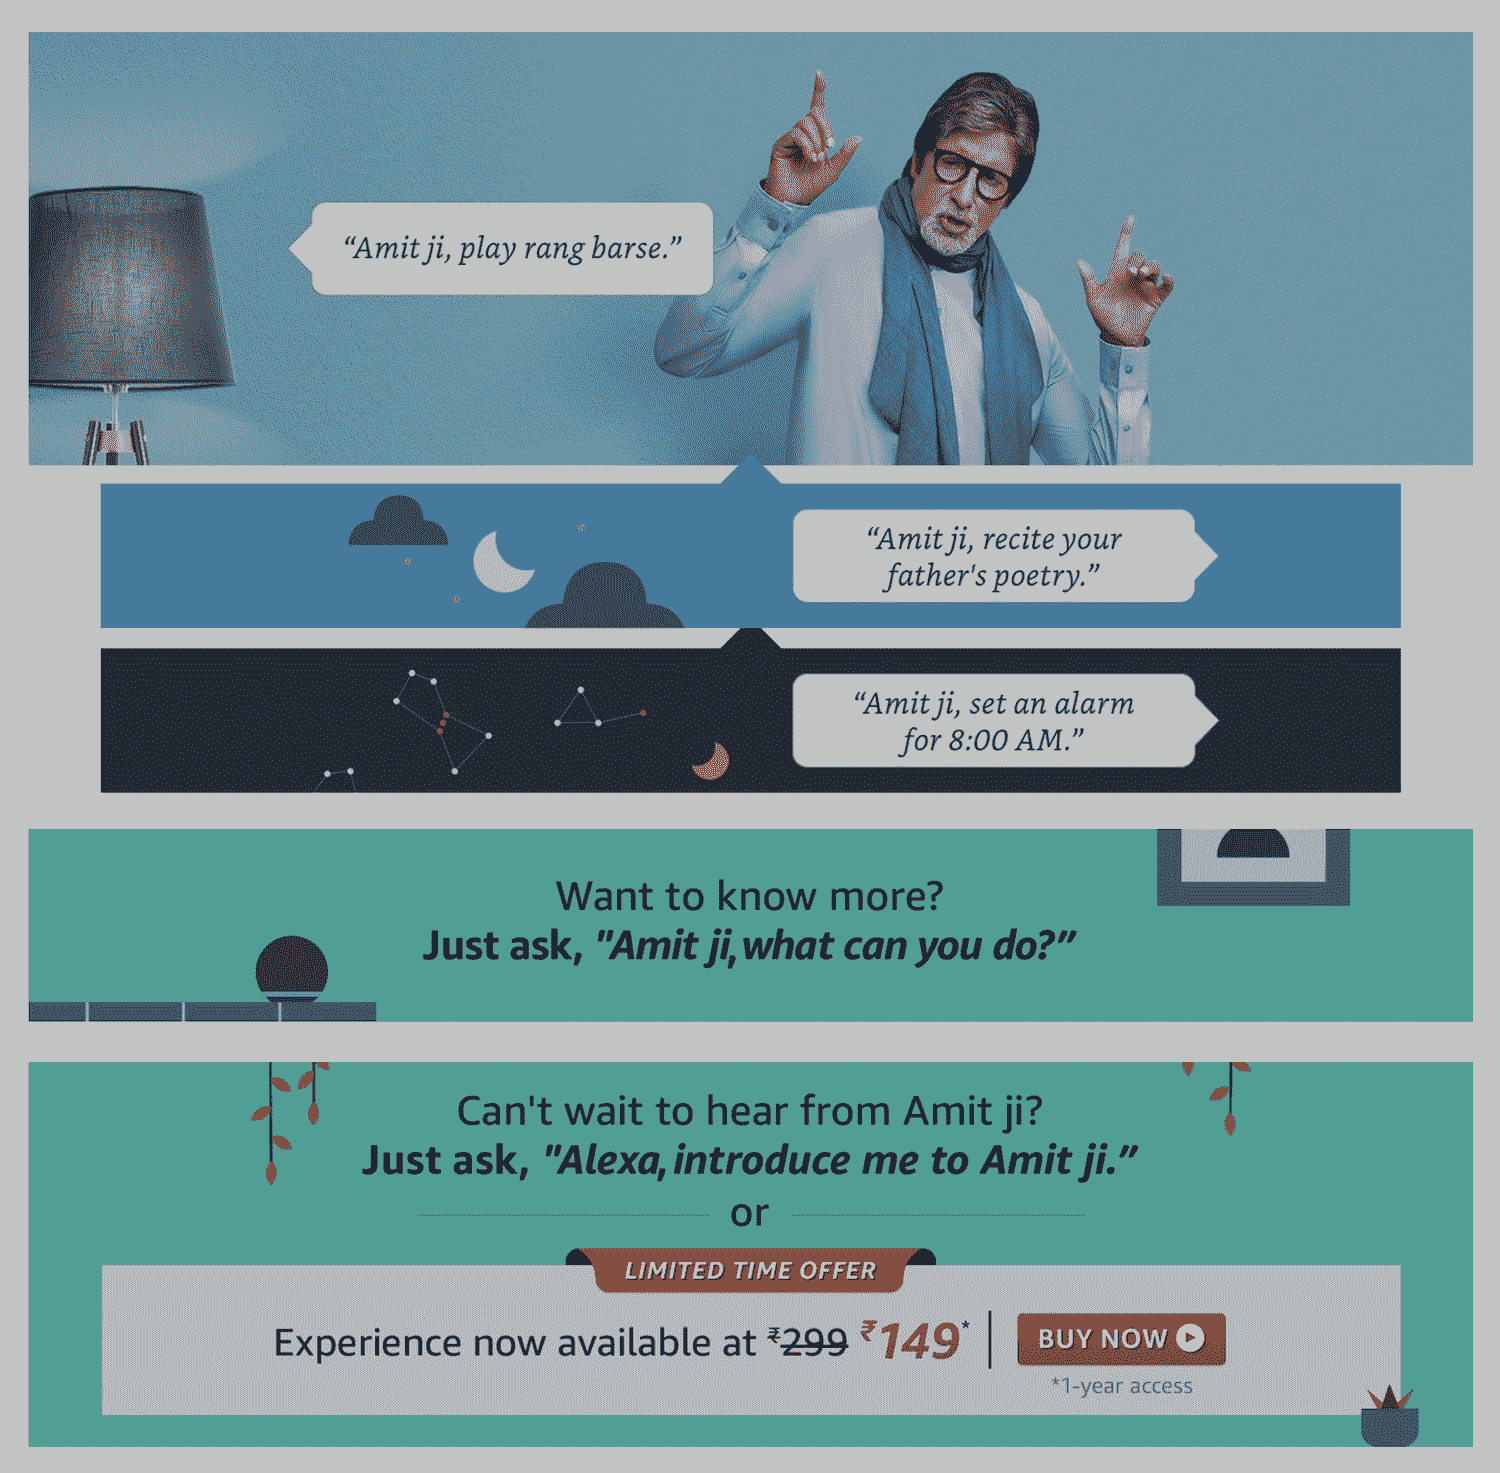 “Amit ji, play rang barse.”
“Amit ji, recite your
father's poetry.”
“Amit ji, set an alarm
for 8:00 AM.”
Want to know more?
Just ask, "Amit ji, what can you do?”
Can't wait to hear from Amit ji?
Just ask, "Alexa, introduce me to Amit ji.”
or
LIMITED TIME OFFER
Experience now available at ₹299 ₹149* BUY NOW
*1-year access